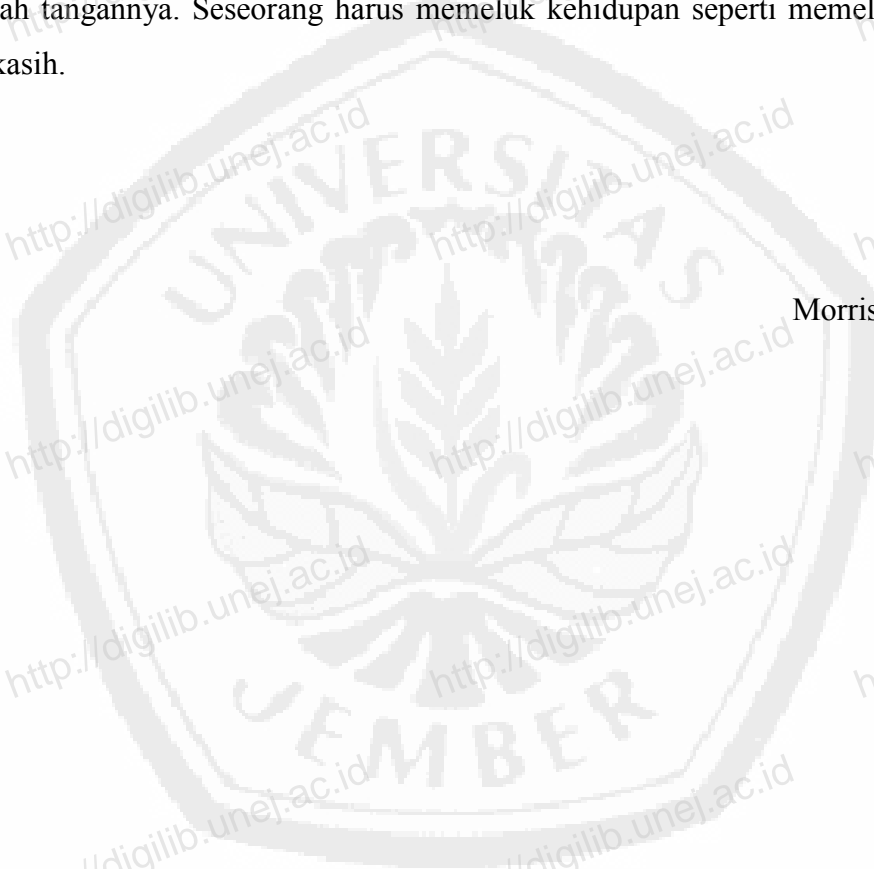 ah tangannya. Seseorang harus memeluk kehidupan seperti memel
kasih.
http://digilib.unej.ac.id http://digilib.unej.ac.id
UNIVERSITAS
Morris
http://digilib.unej.ac.id http://digilib.unej.ac.id
http://digilib.unej.ac.id http://digilib.unej.ac.id
JEMBER
//digilib.unej.ac.id //digilib.unej.ac.id